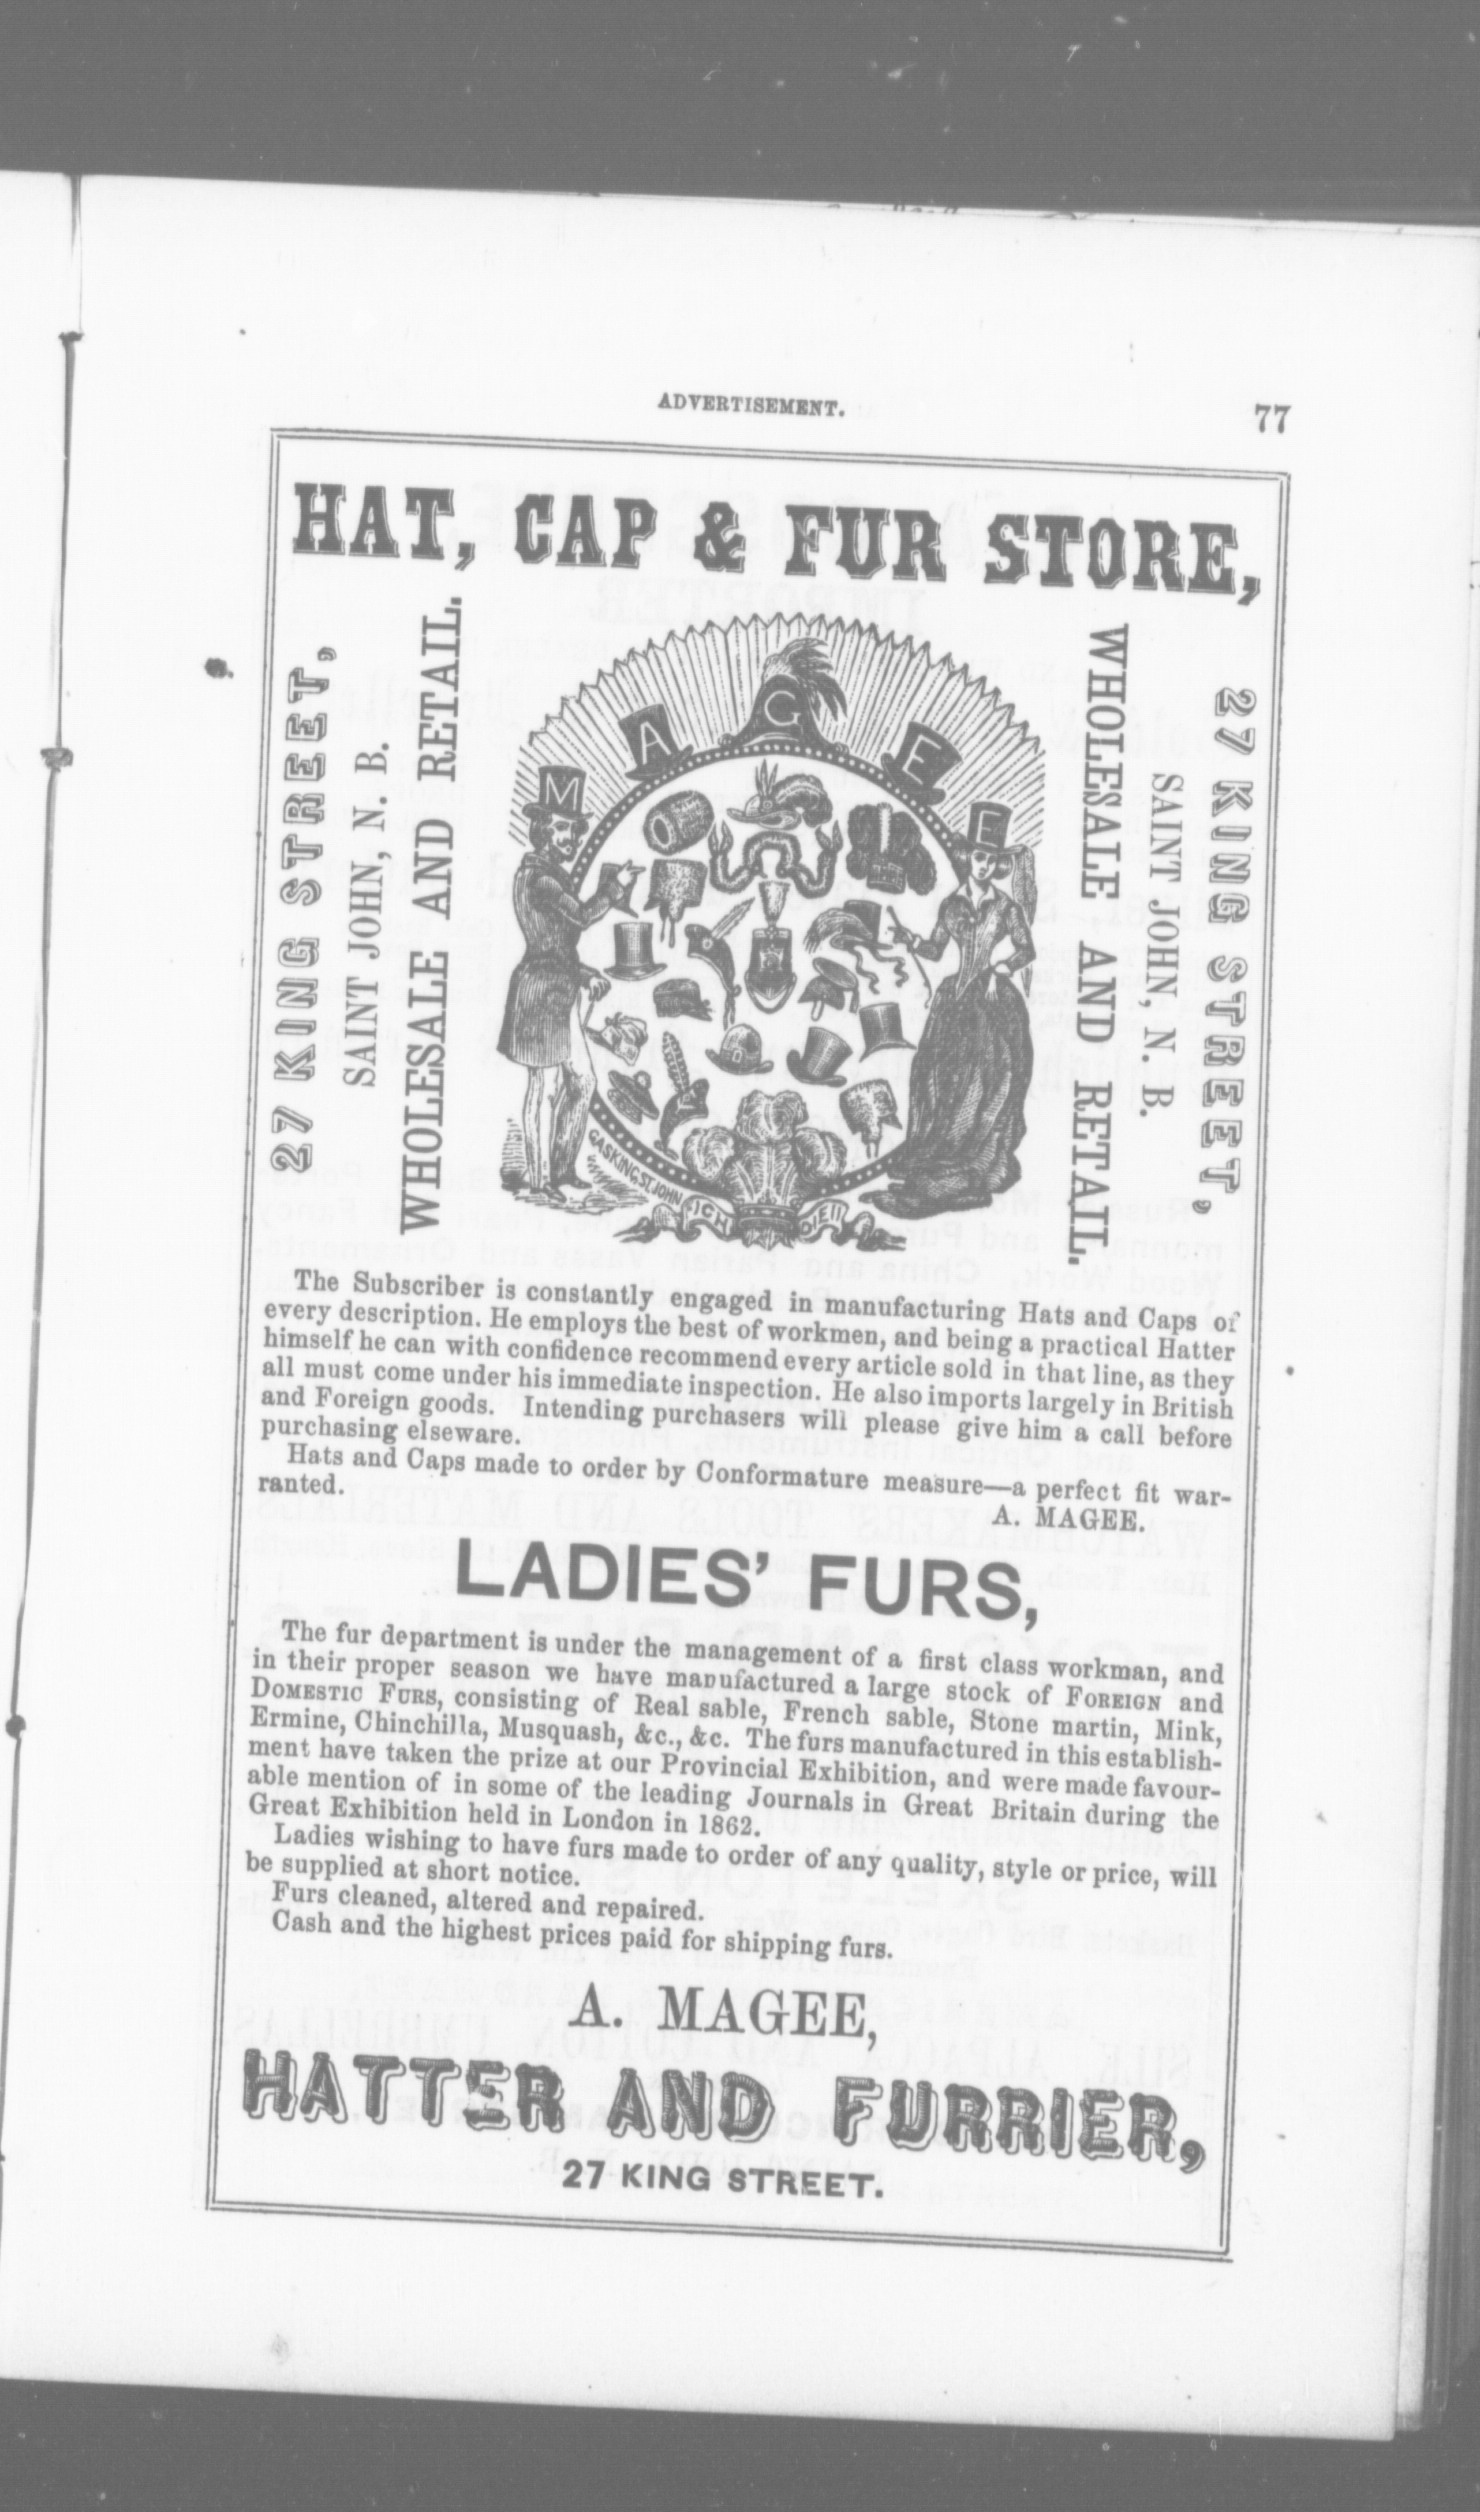 ADVERTISEMENT.
77
HAT, CAP & FUR STORE,
27 KING STREET,
SAINT JOHN, N. B.
WHOLESALE AND RETAIL.
M A G E E
GASKING, ST. JOHN
ICH DIEN
WHOLESALE AND RETAIL.
SAINT JOHN, N. B.
27 KING STREET,
The Subscriber is constantly engaged in manufacturing Hats and Caps of
every description. He employs the best of workmen, and being a practical Hatter
himself he can with confidence recommend every article sold in that line, as they
all must come under his immediate inspection. He also imports largely in British
and Foreign goods. Intending purchasers will please give him a call before
purchasing elseware.
Hats and Caps made to order by Conformature measure—a perfect fit war-
ranted.
A. MAGEE.
LADIES' FURS,
The fur department is under the management of a first class workman, and
in their proper season we have manufactured a large stock of FOREIGN and
DOMESTIC FURS, consisting of Real sable, French sable, Stone martin, Mink,
Ermine, Chinchilla, Musquash, &c., &c. The furs manufactured in this establish-
ment have taken the prize at our Provincial Exhibition, and were made favour-
able mention of in some of the leading Journals in Great Britain during the
Great Exhibition held in London in 1862.
Ladies wishing to have furs made to order of any quality, style or price, will
be supplied at short notice.
Furs cleaned, altered and repaired.
Cash and the highest prices paid for shipping furs.
A. MAGEE,
HATTER AND FURRIER,
27 KING STREET.